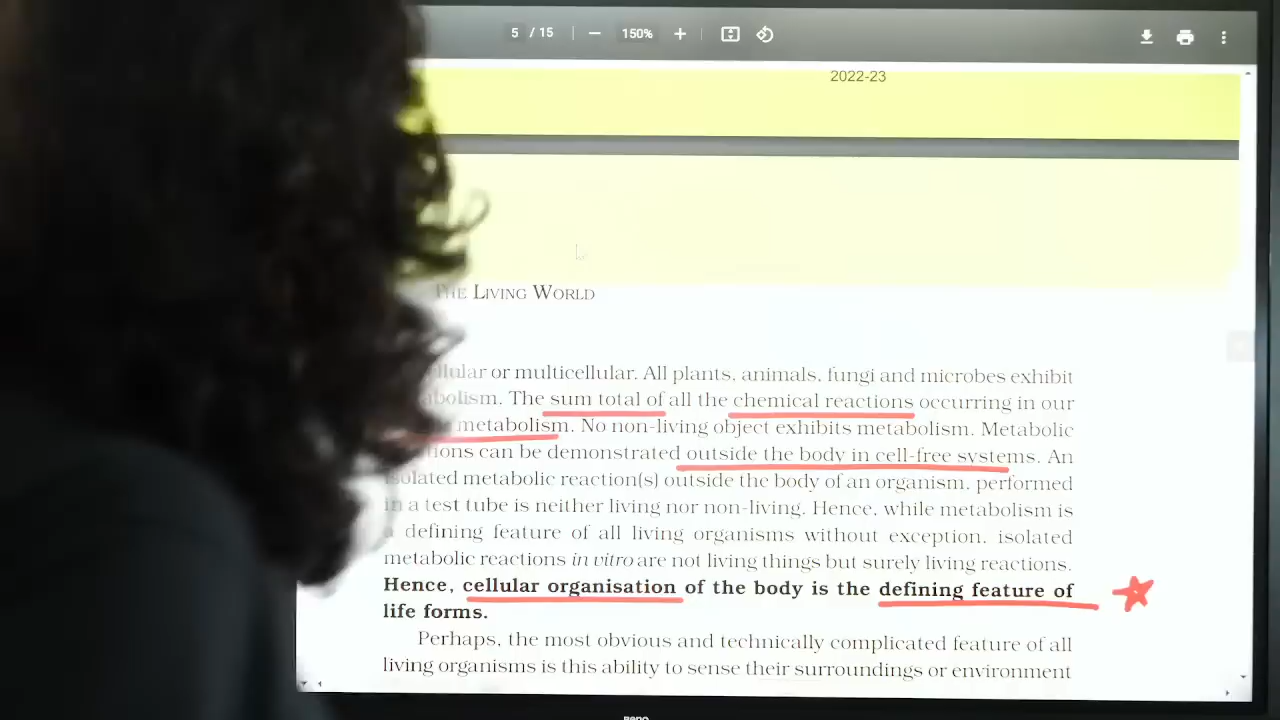 5 / 15
150%
2022-23
THE LIVING WORLD
or multicellular. All plants, animals, fungi and microbes exhibit
The sum total of all the chemical reactions occurring in our
metabolism. No non-living object exhibits metabolism. Metabolic
can be demonstrated outside the body in cell-free systems. An
isolated metabolic reaction(s) outside the body of an organism, performed
in a test tube is neither living nor non-living. Hence, while metabolism is
a defining feature of all living organisms without exception, isolated
metabolic reactions in vitro are not living things but surely living reactions.
Hence, cellular organisation of the body is the defining feature of
life forms.
Perhaps, the most obvious and technically complicated feature of all
living organisms is this ability to sense their surroundings or environment